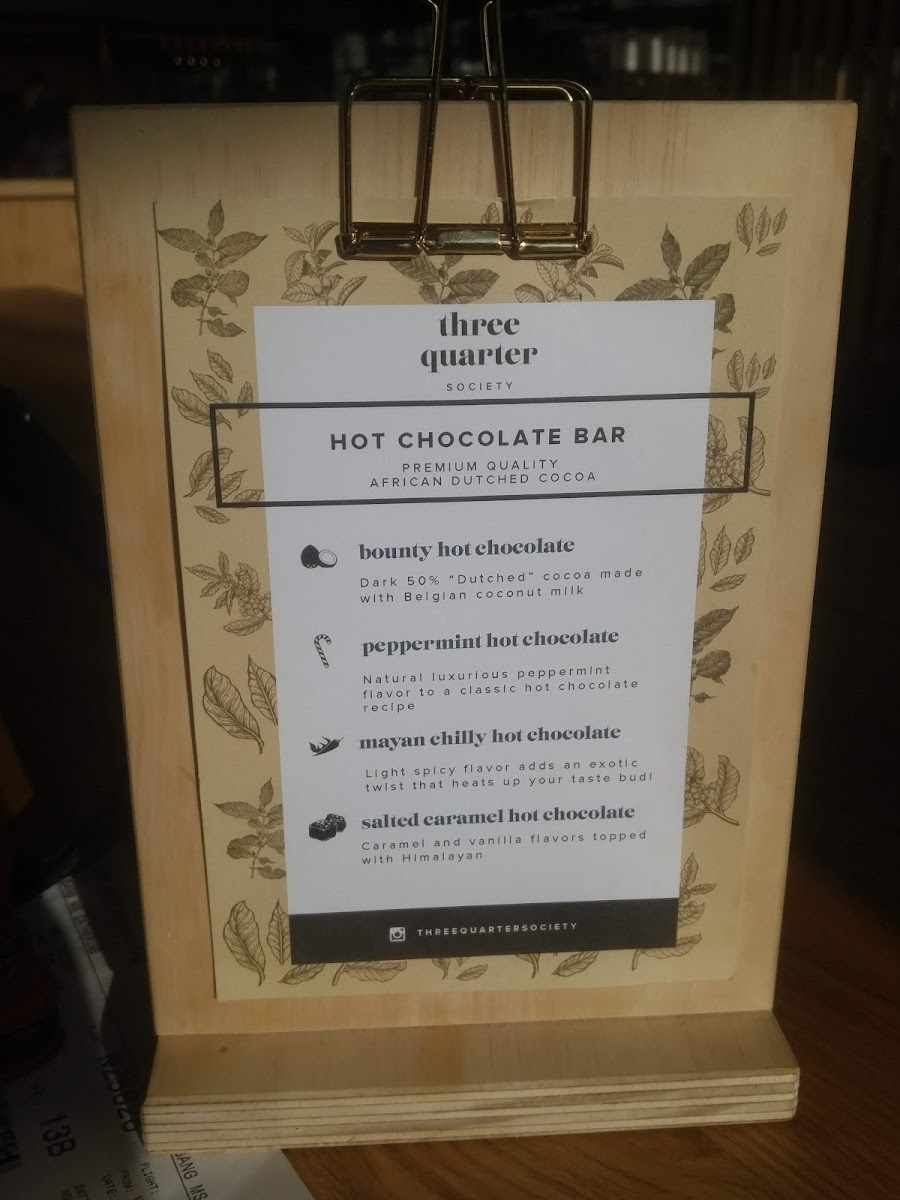 three
quarter
SOCIETY
HOT CHOCOLATE BAR
PREMIUM QUALITY
AFRICAN DUTCHED COCOA
bounty hot chocolate
Dark 50% “Dutched” cocoa made
with Belgian coconut milk
peppermint hot chocolate
Natural luxurious peppermint
flavor to a classic hot chocolate
recipe
mayan chilly hot chocolate
Light spicy flavor adds an exotic
twist that heats up your taste bud!
salted caramel hot chocolate
Caramel and vanilla flavors topped
with Himalayan
THREEQUARTERSOCIETY
13B
FLIGHT: